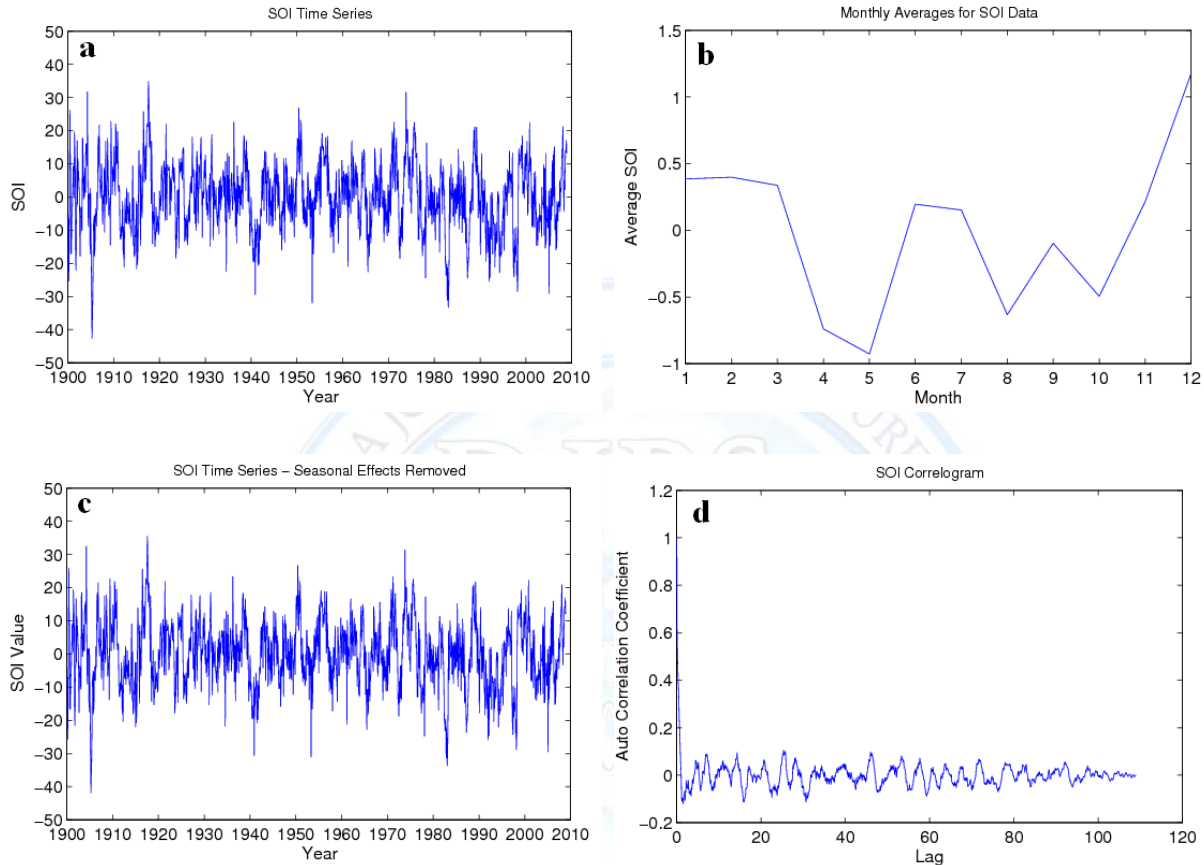 SOI Time Series
a
50
40
30
20
10
0
−10
−20
−30
−40
−50
SOI
1900 1910 1920 1930 1940 1950 1960 1970 1980 1990 2000 2010
Year
Monthly Averages for SOI Data
b
1.5
1
0.5
0
−0.5
−1
Average SOI
1 2 3 4 5 6 7 8 9 10 11 12
Month
SOI Time Series − Seasonal Effects Removed
c
50
40
30
20
10
0
−10
−20
−30
−40
−50
SOI Value
1900 1910 1920 1930 1940 1950 1960 1970 1980 1990 2000 2010
Year
SOI Correlogram
d
1.2
1
0.8
0.6
0.4
0.2
0
−0.2
Auto Correlation Coefficient
0 20 40 60 80 100 120
Lag